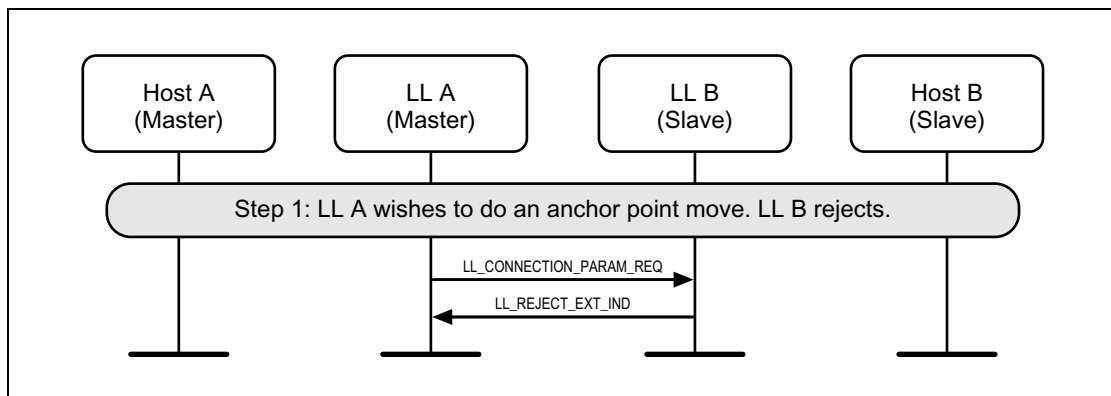 Host A
(Master)
LL A
(Master)
LL B
(Slave)
Host B
(Slave)
Step 1: LL A wishes to do an anchor point move. LL B rejects.
LL_CONNECTION_PARAM_REQ
LL_REJECT_EXT_IND